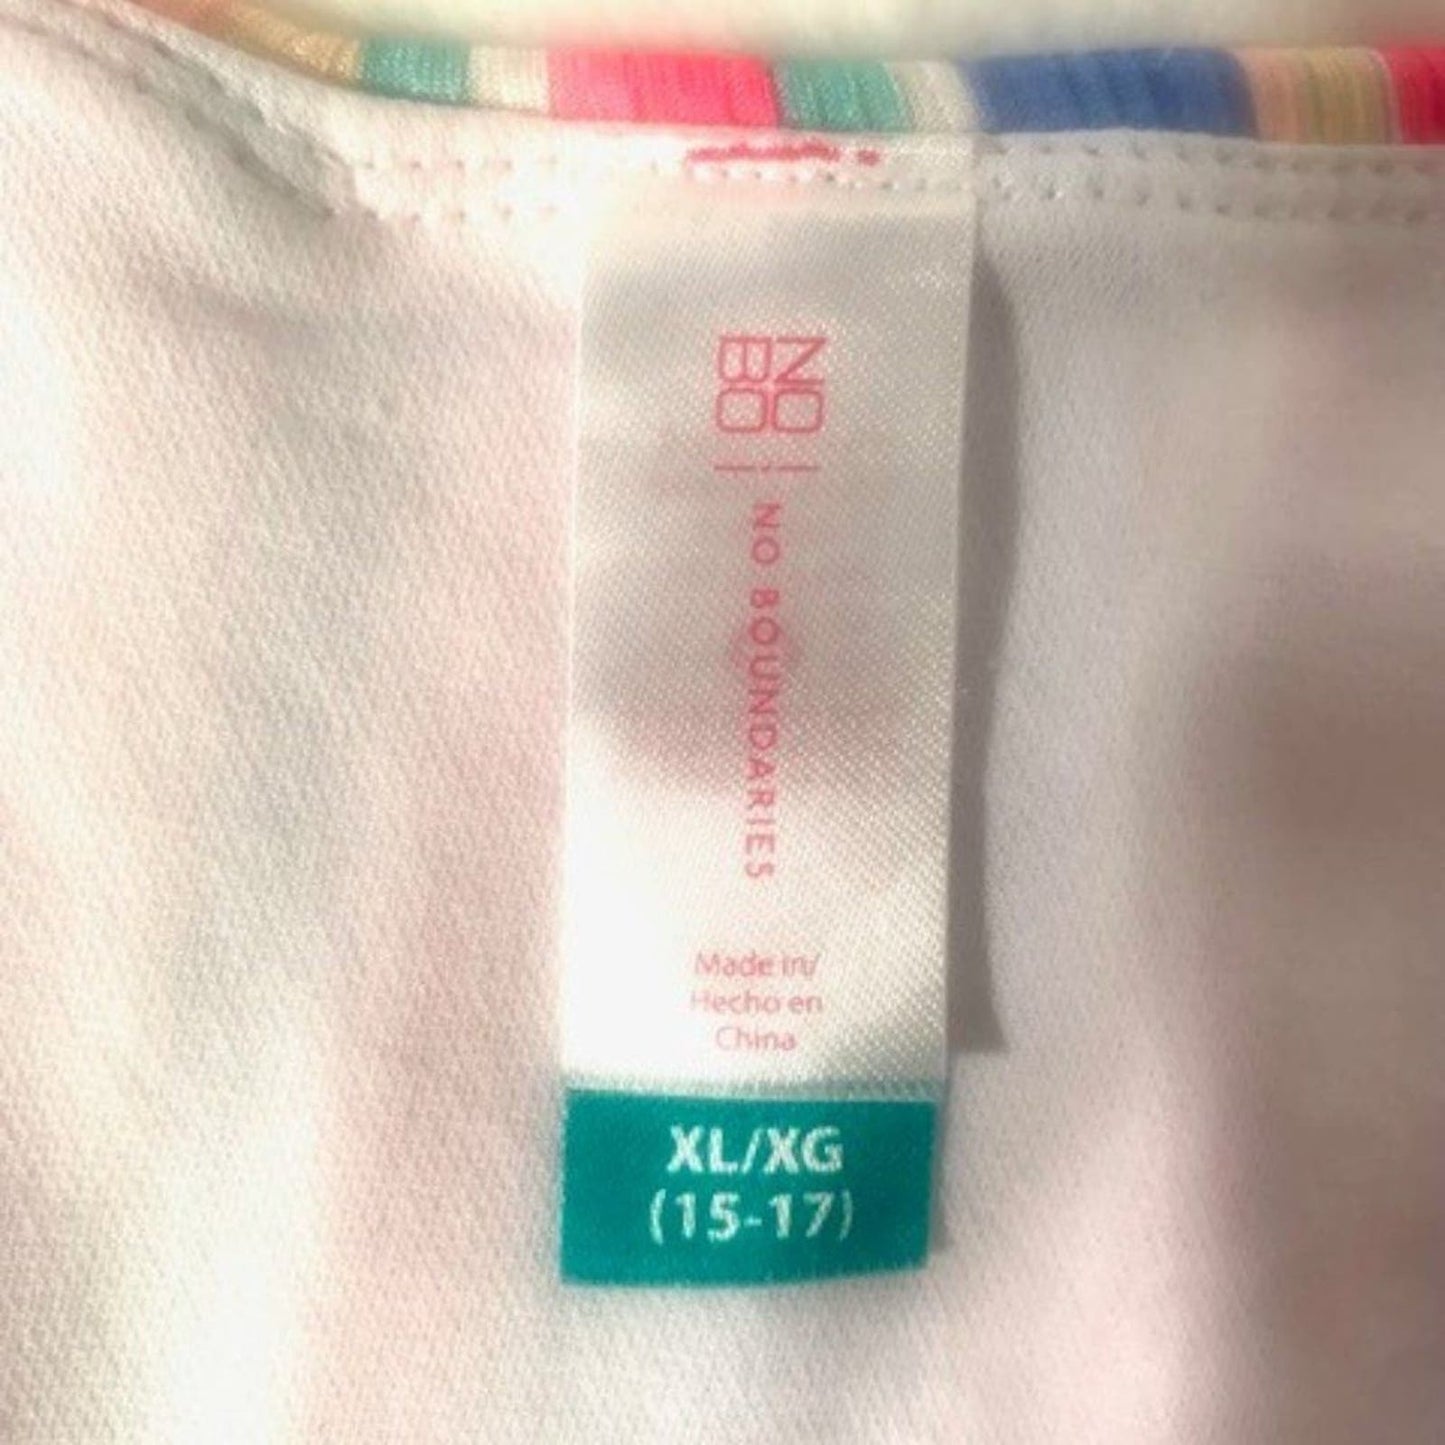 NO
BO
NO BOUNDARIES
Made in/
Hecho en
China
XL/XG
(15-17)